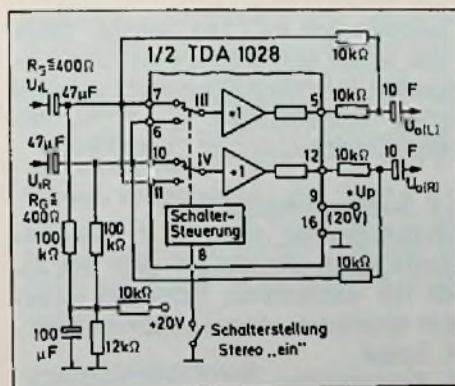 1/2 TDA 1028
10kΩ
R_G ≦ 400Ω
U_iL 47µF
7
III
+1
5
10kΩ
10 F
U_o[L]
6
47µF
U_iR
10
IV
+1
12
10kΩ
10 F
U_o[R]
11
R_G ≦
400Ω
9
+Up
(20V)
16
100
kΩ
100
kΩ
Schalter-
Steuerung
8
10kΩ
10kΩ
+20V
100
µF
12kΩ
Schalterstellung
Stereo „ein"